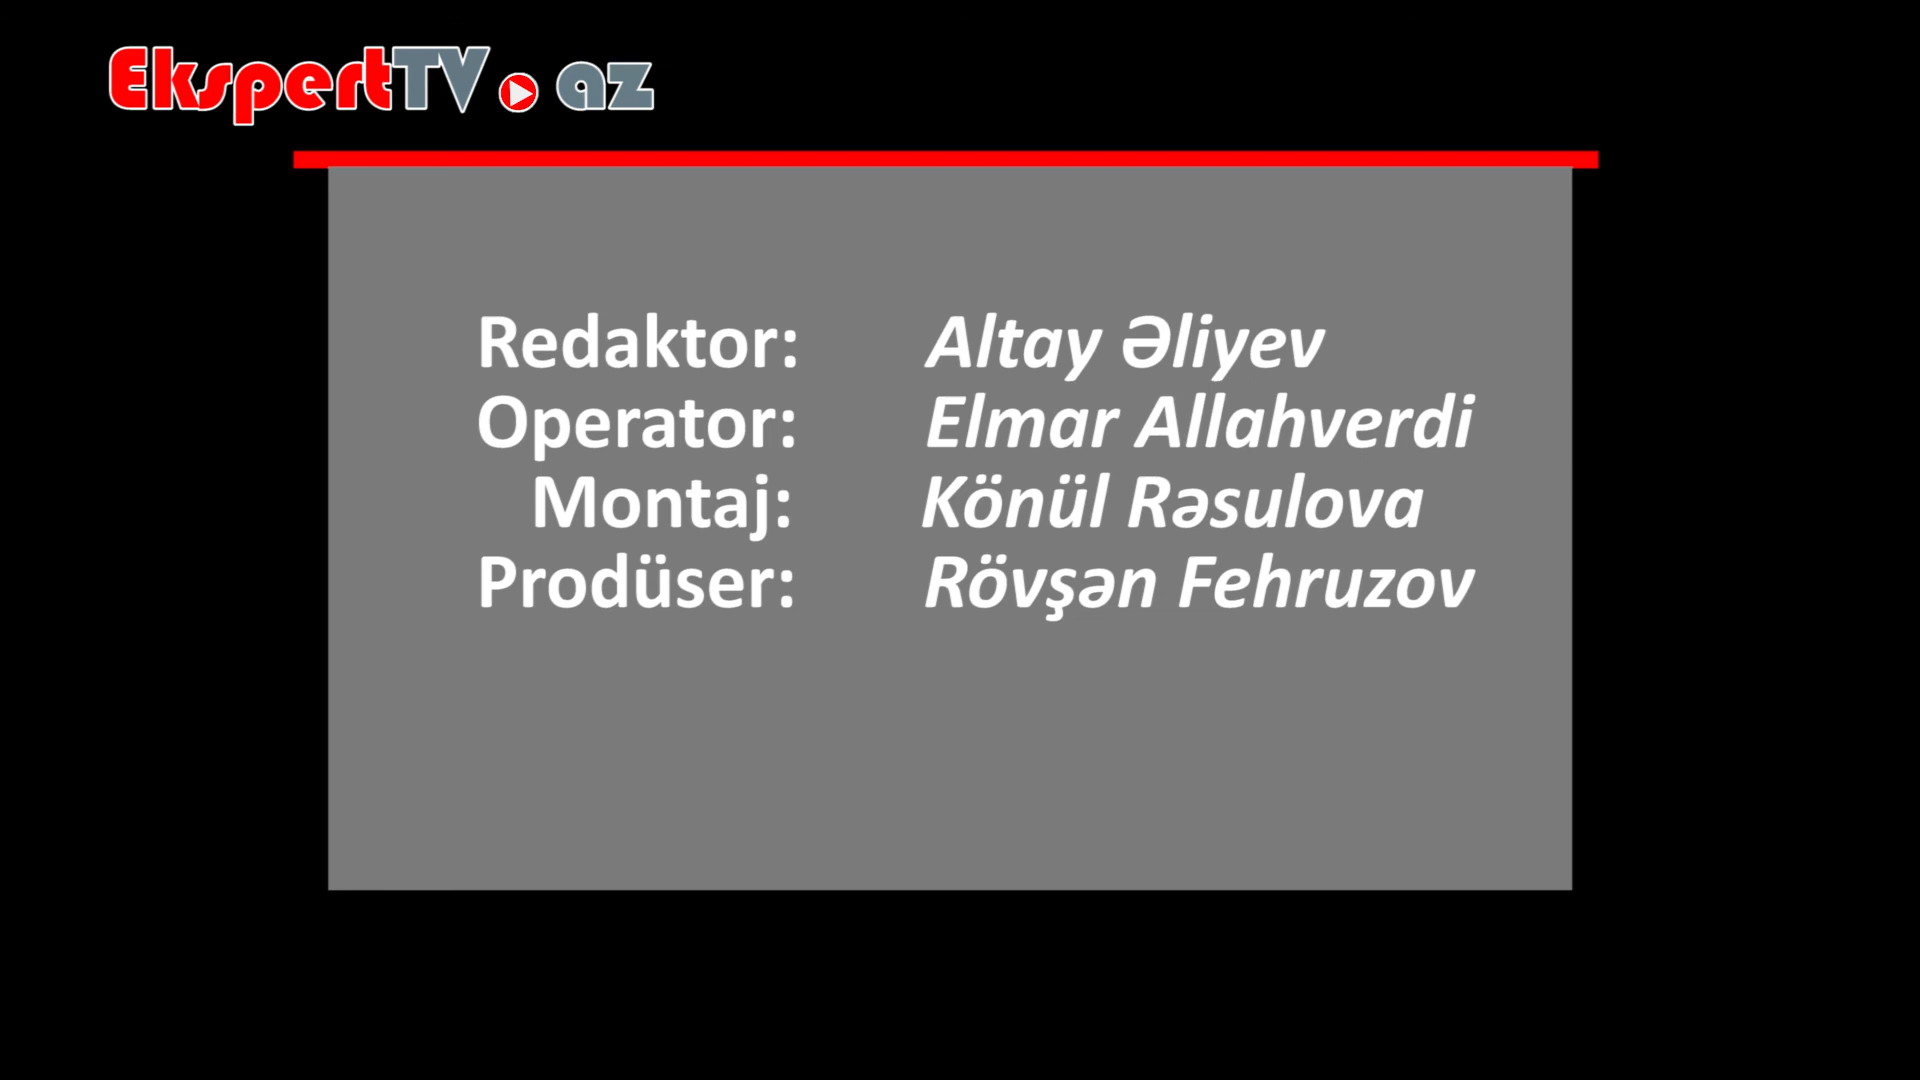 EkspertTV.az
Redaktor: Altay Əliyev
Operator: Elmar Allahverdi
Montaj: Könül Rəsulova
Prodüser: Rövşən Fehruzov